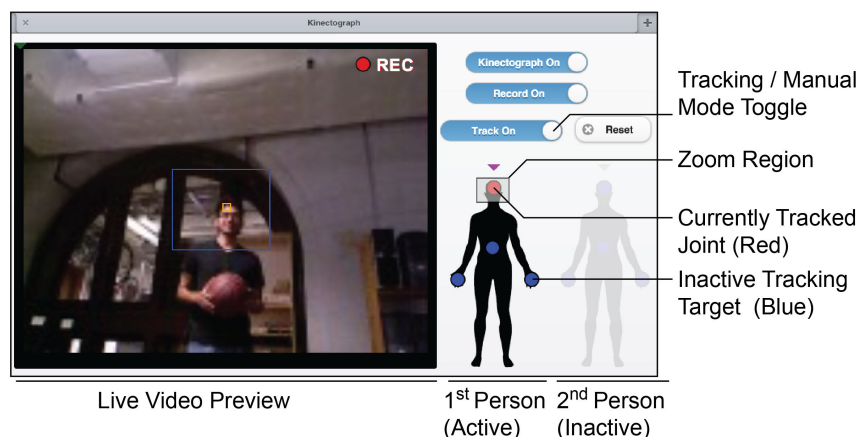 Kinectograph
REC
Kinectograph On
Record On
Track On
Reset
Tracking / Manual
Mode Toggle
Zoom Region
Currently Tracked
Joint (Red)
Inactive Tracking
Target (Blue)
Live Video Preview
1st Person
(Active)
2nd Person
(Inactive)